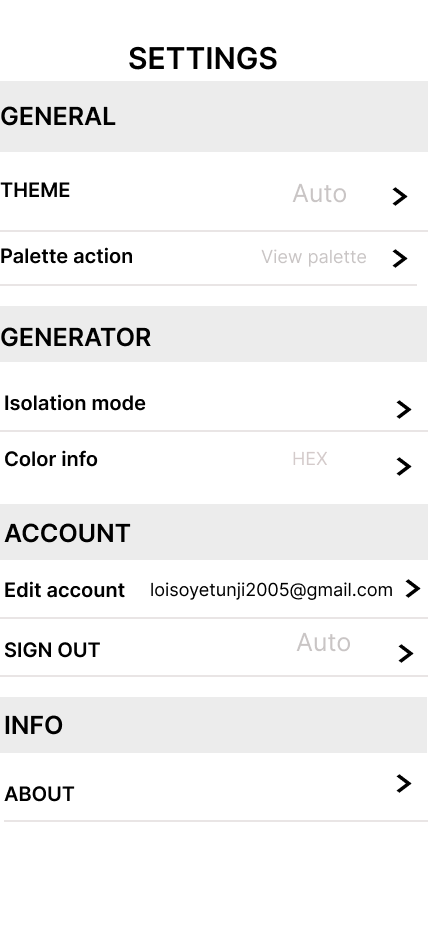 SETTINGS
GENERAL
THEME Auto
Palette action View palette
GENERATOR
Isolation mode
Color info HEX
ACCOUNT
Edit account loisoyetunji2005@gmail.com
SIGN OUT Auto
INFO
ABOUT